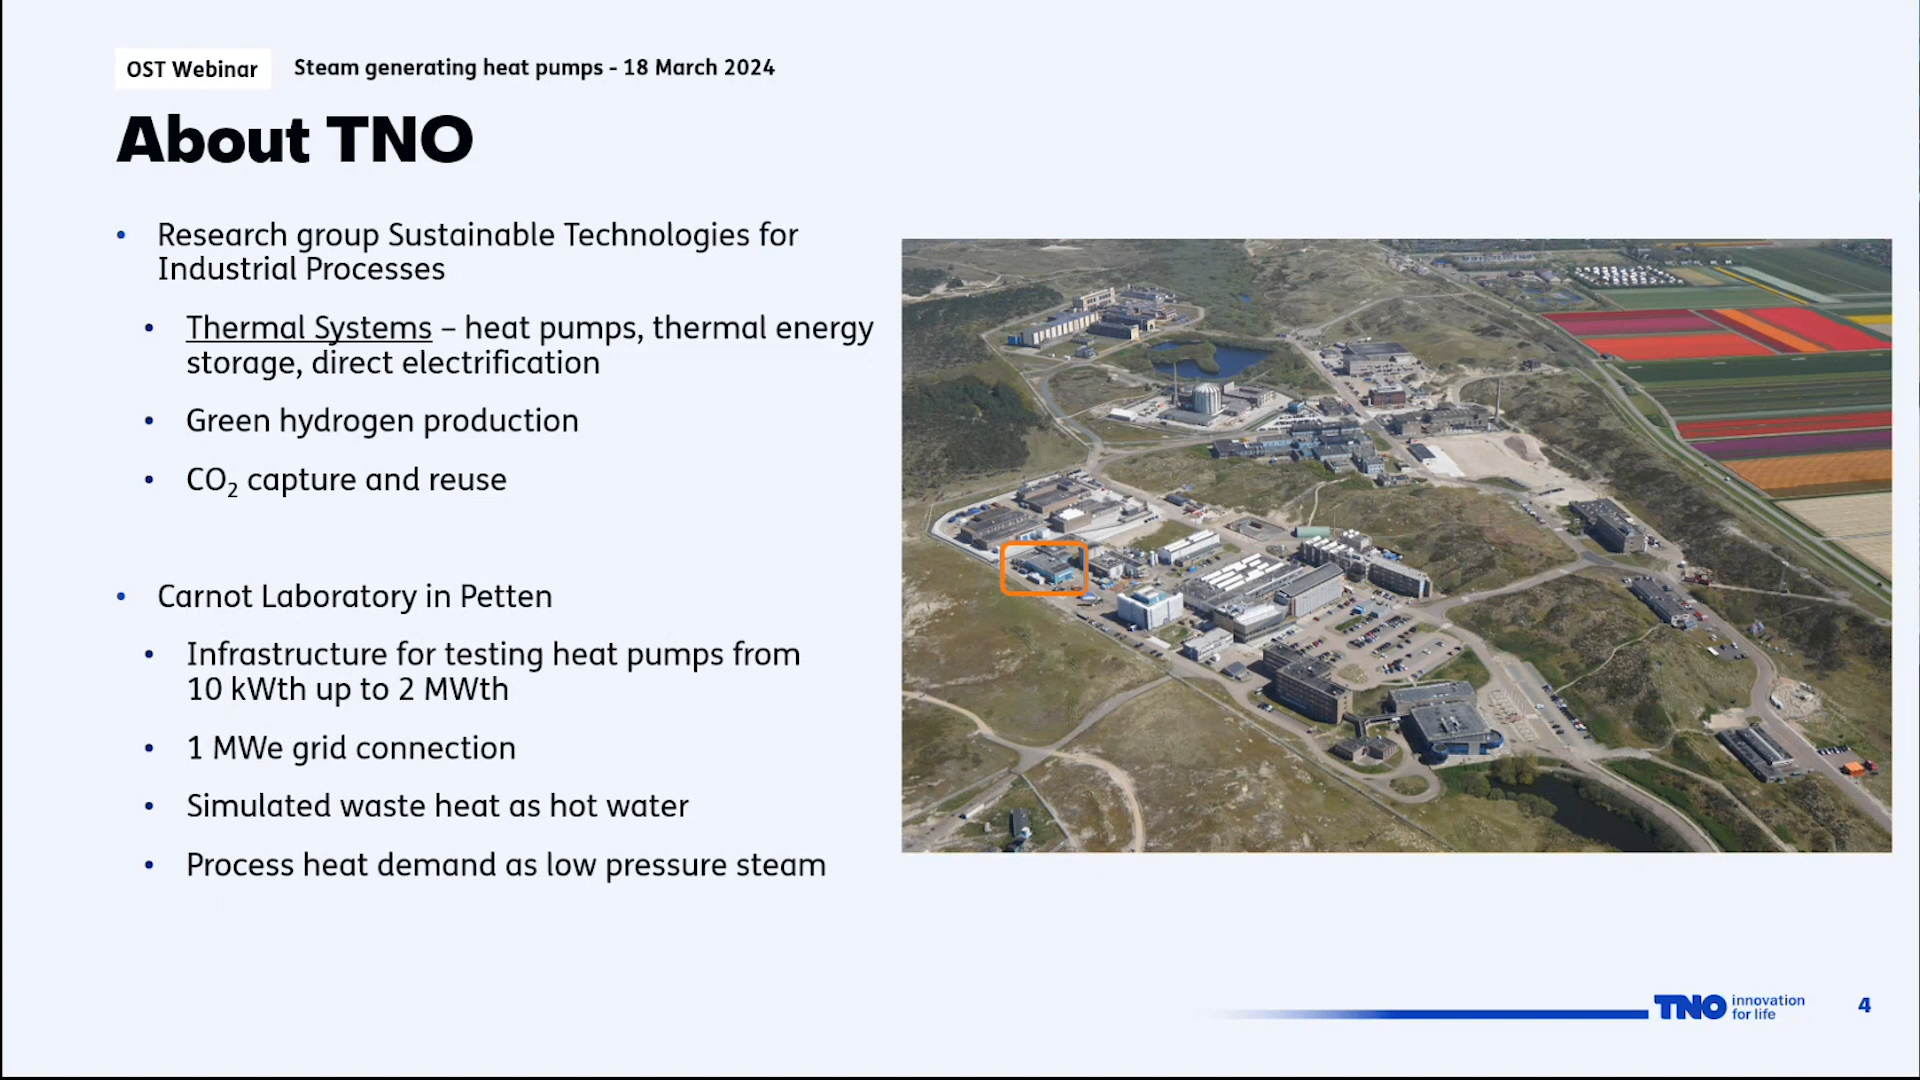 OST Webinar
Steam generating heat pumps - 18 March 2024
About TNO
• Research group Sustainable Technologies for
Industrial Processes
• Thermal Systems – heat pumps, thermal energy
storage, direct electrification
• Green hydrogen production
• CO₂ capture and reuse
• Carnot Laboratory in Petten
• Infrastructure for testing heat pumps from
10 kWth up to 2 MWth
• 1 MWe grid connection
• Simulated waste heat as hot water
• Process heat demand as low pressure steam
TNO innovation
for life
4